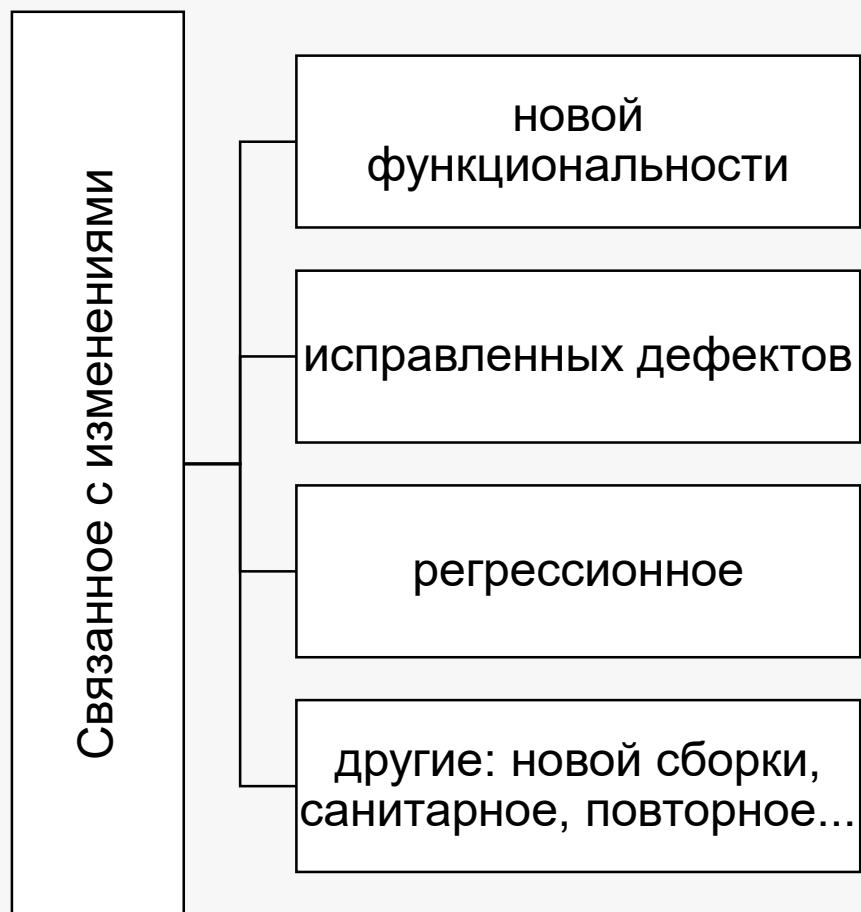 Связанное с изменениями
новой
функциональности
исправленных дефектов
регрессионное
другие: новой сборки,
санитарное, повторное...